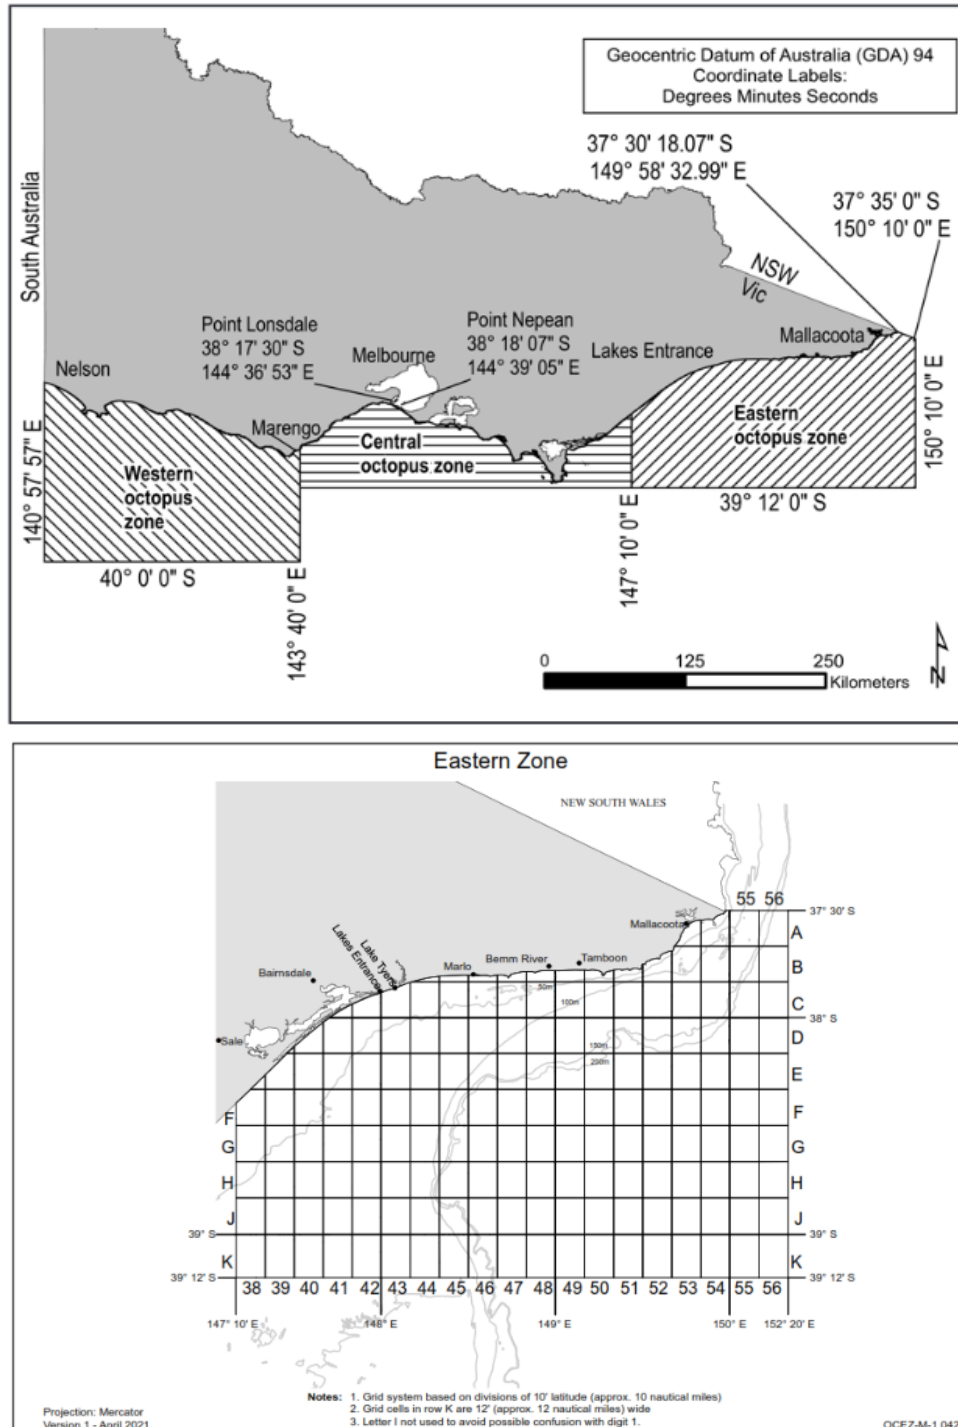 Geocentric Datum of Australia (GDA) 94
Coordinate Labels:
Degrees Minutes Seconds
37° 30' 18.07" S
149° 58' 32.99" E
37° 35' 0" S
150° 10' 0" E
South Australia
NSW
Vic
Point Lonsdale
38° 17' 30" S
144° 36' 53" E
Point Nepean
38° 18' 07" S
144° 39' 05" E
Melbourne
Mallacoota
Lakes Entrance
Nelson
Marengo
Central
octopus zone
Eastern
octopus zone
Western
octopus
zone
140° 57' 57" E
150° 10' 0" E
40° 0' 0" S
39° 12' 0" S
143° 40' 0" E
147° 10' 0" E
0 125 250
Kilometers
N
Eastern Zone
NEW SOUTH WALES
55 56
37° 30' S
Mallacoota
A
Lakes Entrance
Lake Tyers
Bairnsdale
Marlo
Bemm River
Tamboon
B
50m
100m
C
38° S
Sale
150m
D
200m
E
F F
G G
H H
J J
39° S 39° S
K K
39° 12' S 39° 12' S
38 39 40 41 42 43 44 45 46 47 48 49 50 51 52 53 54 55 56
147° 10' E 148° E 149° E 150° E 152° 20' E
Notes: 1. Grid system based on divisions of 10' latitude (approx. 10 nautical miles)
2. Grid cells in row K are 12' (approx. 12 nautical miles) wide
3. Letter I not used to avoid possible confusion with digit 1.
Projection: Mercator
Version 1 - April 2021
OCEZ-M-1.042